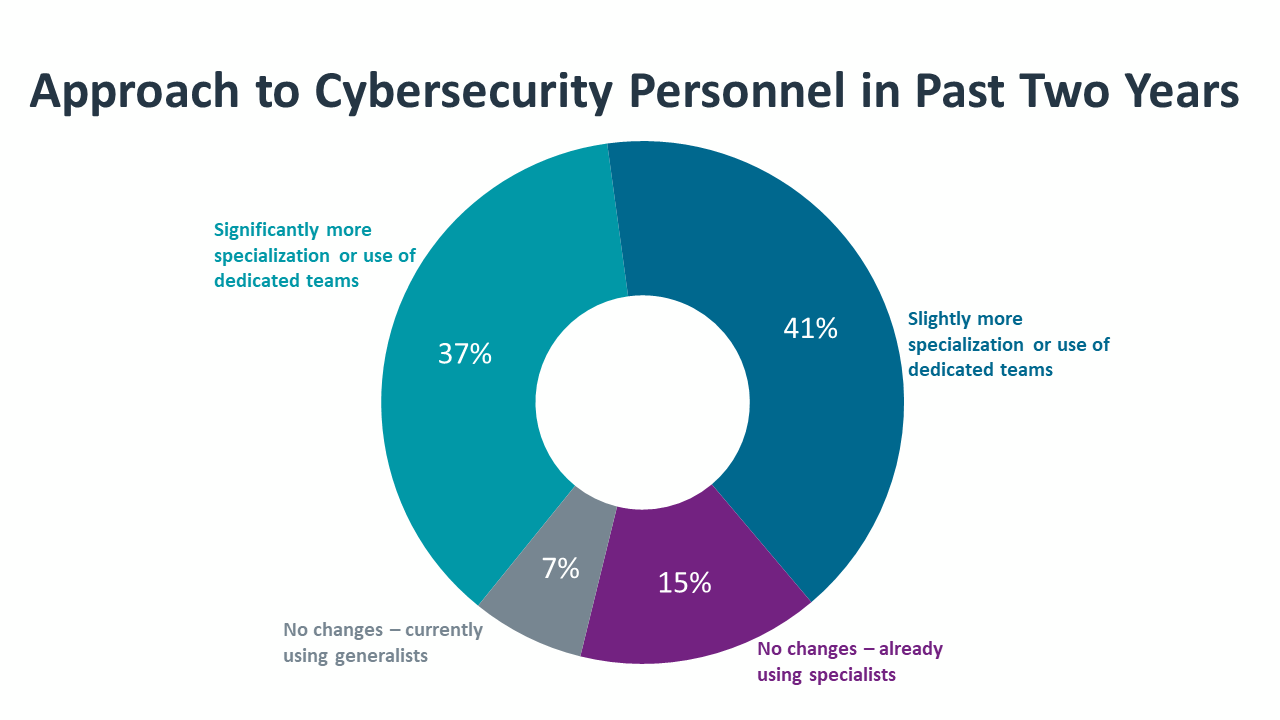 Approach to Cybersecurity Personnel in Past Two Years
Significantly more
specialization or use of
dedicated teams
37%
41%
Slightly more
specialization or use of
dedicated teams
7%
15%
No changes – currently
using generalists
No changes – already
using specialists